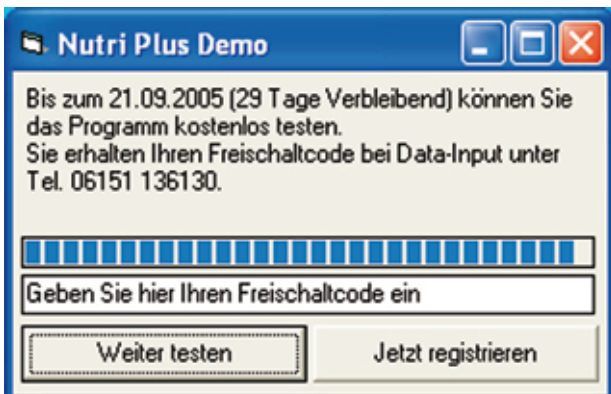 Nutri Plus Demo
Bis zum 21.09.2005 (29 Tage Verbleibend) können Sie
das Programm kostenlos testen.
Sie erhalten Ihren Freischaltcode bei Data-Input unter
Tel. 06151 136130.
Geben Sie hier Ihren Freischaltcode ein
Weiter testen Jetzt registrieren